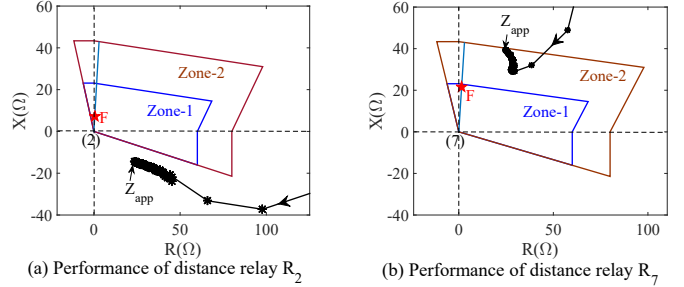 60
40
20
0
-20
-40
X(Ω)
Zone-2
Zone-1
F
(2)
Z_app
0
50
100
R(Ω)
(a) Performance of distance relay R_2
60
40
20
0
-20
-40
X(Ω)
Z_app
Zone-2
Zone-1
F
(7)
0
50
100
R(Ω)
(b) Performance of distance relay R_7